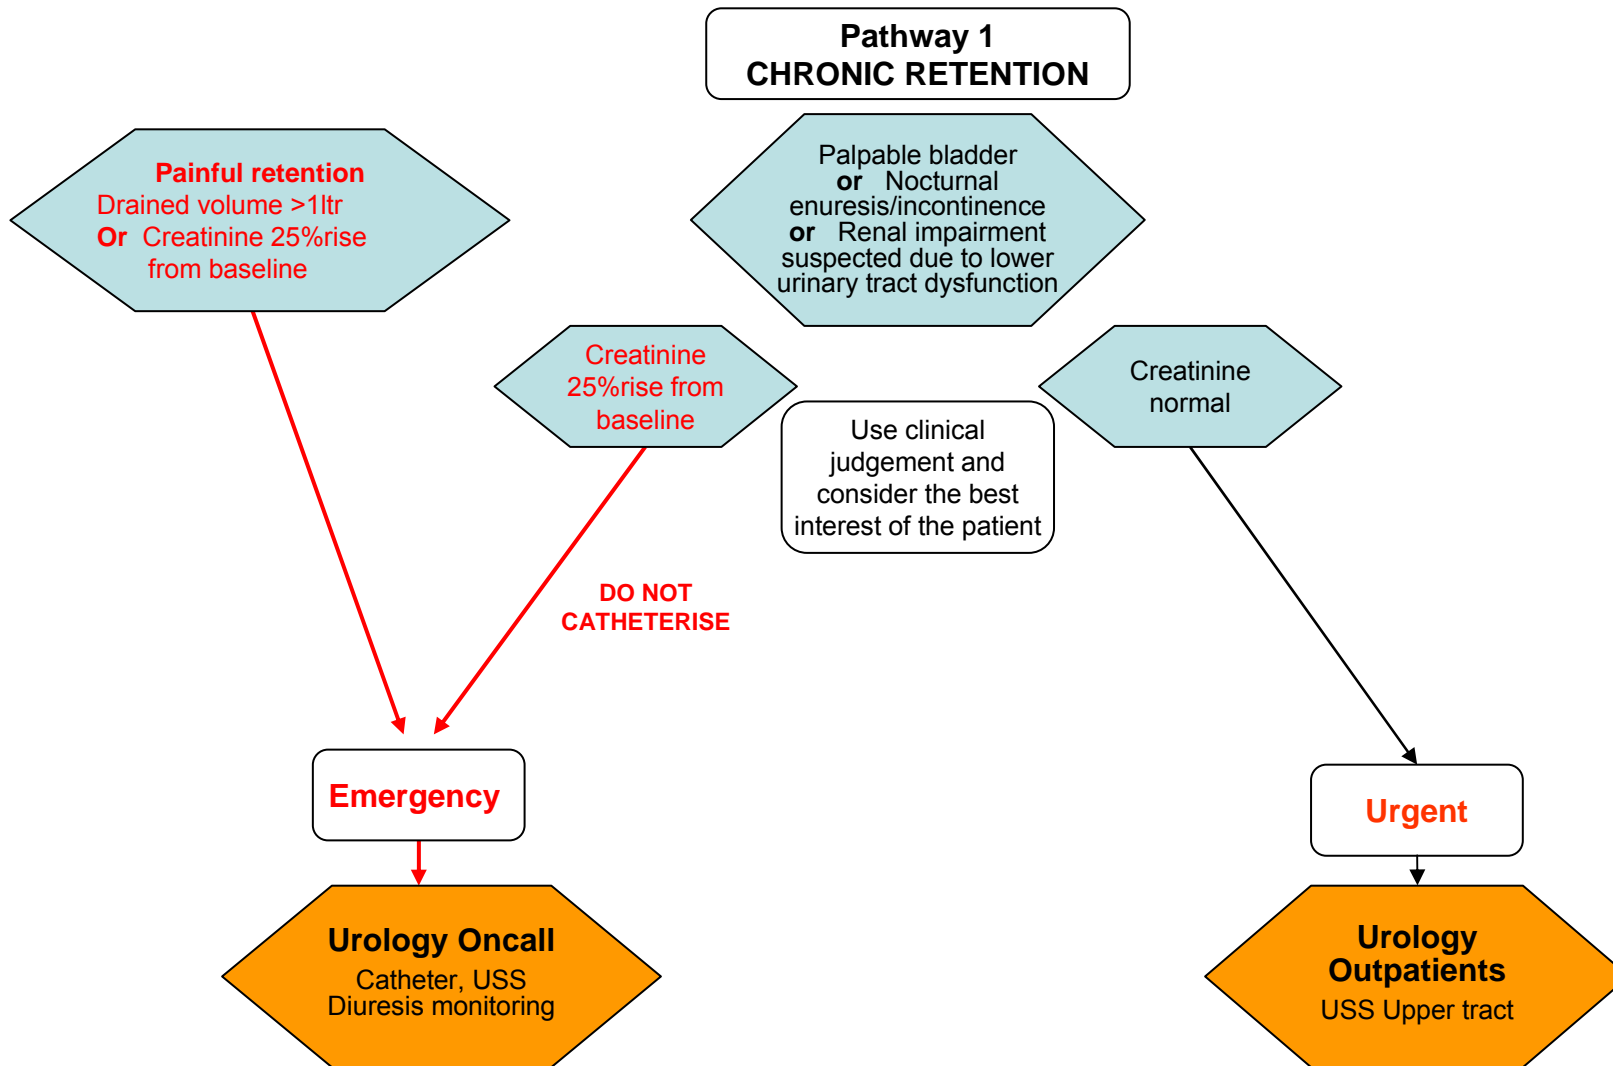 Pathway 1
CHRONIC RETENTION
Painful retention
Drained volume >1ltr
Or Creatinine 25%rise
from baseline
Palpable bladder
or Nocturnal
enuresis/incontinence
or Renal impairment
suspected due to lower
urinary tract dysfunction
Creatinine
25%rise from
baseline
Use clinical
judgement and
consider the best
interest of the patient
Creatinine
normal
DO NOT
CATHETERISE
Emergency
Urgent
Urology Oncall
Catheter, USS
Diuresis monitoring
Urology
Outpatients
USS Upper tract